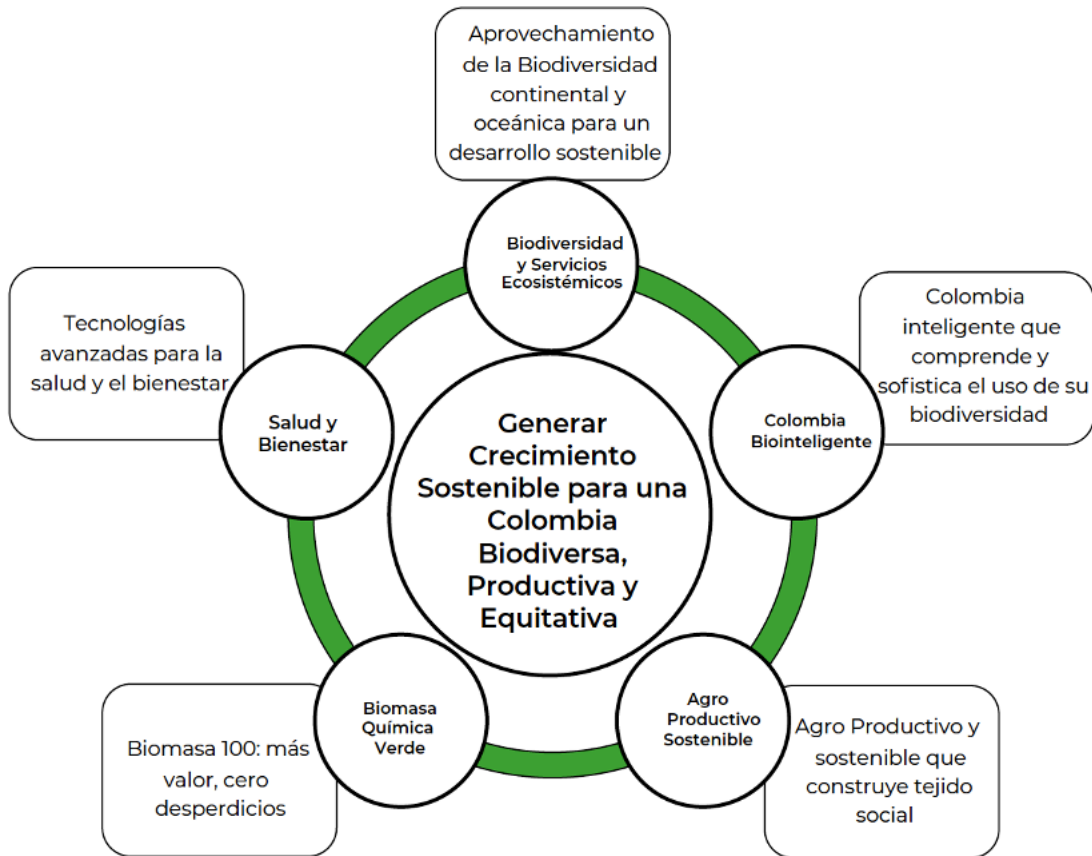 Aprovechamiento
de la Biodiversidad
continental y
oceánica para un
desarrollo sostenible
Biodiversidad
y Servicios
Ecosistémicos
Tecnologías
avanzadas para la
salud y el bienestar
Salud y
Bienestar
Colombia
inteligente que
comprende y
sofistica el uso de su
biodiversidad
Colombia
Biointeligente
Generar
Crecimiento
Sostenible para una
Colombia
Biodiversa,
Productiva y
Equitativa
Biomasa 100: más
valor, cero
desperdicios
Biomasa
Química
Verde
Agro
Productivo
Sostenible
Agro Productivo y
sostenible que
construye tejido
social